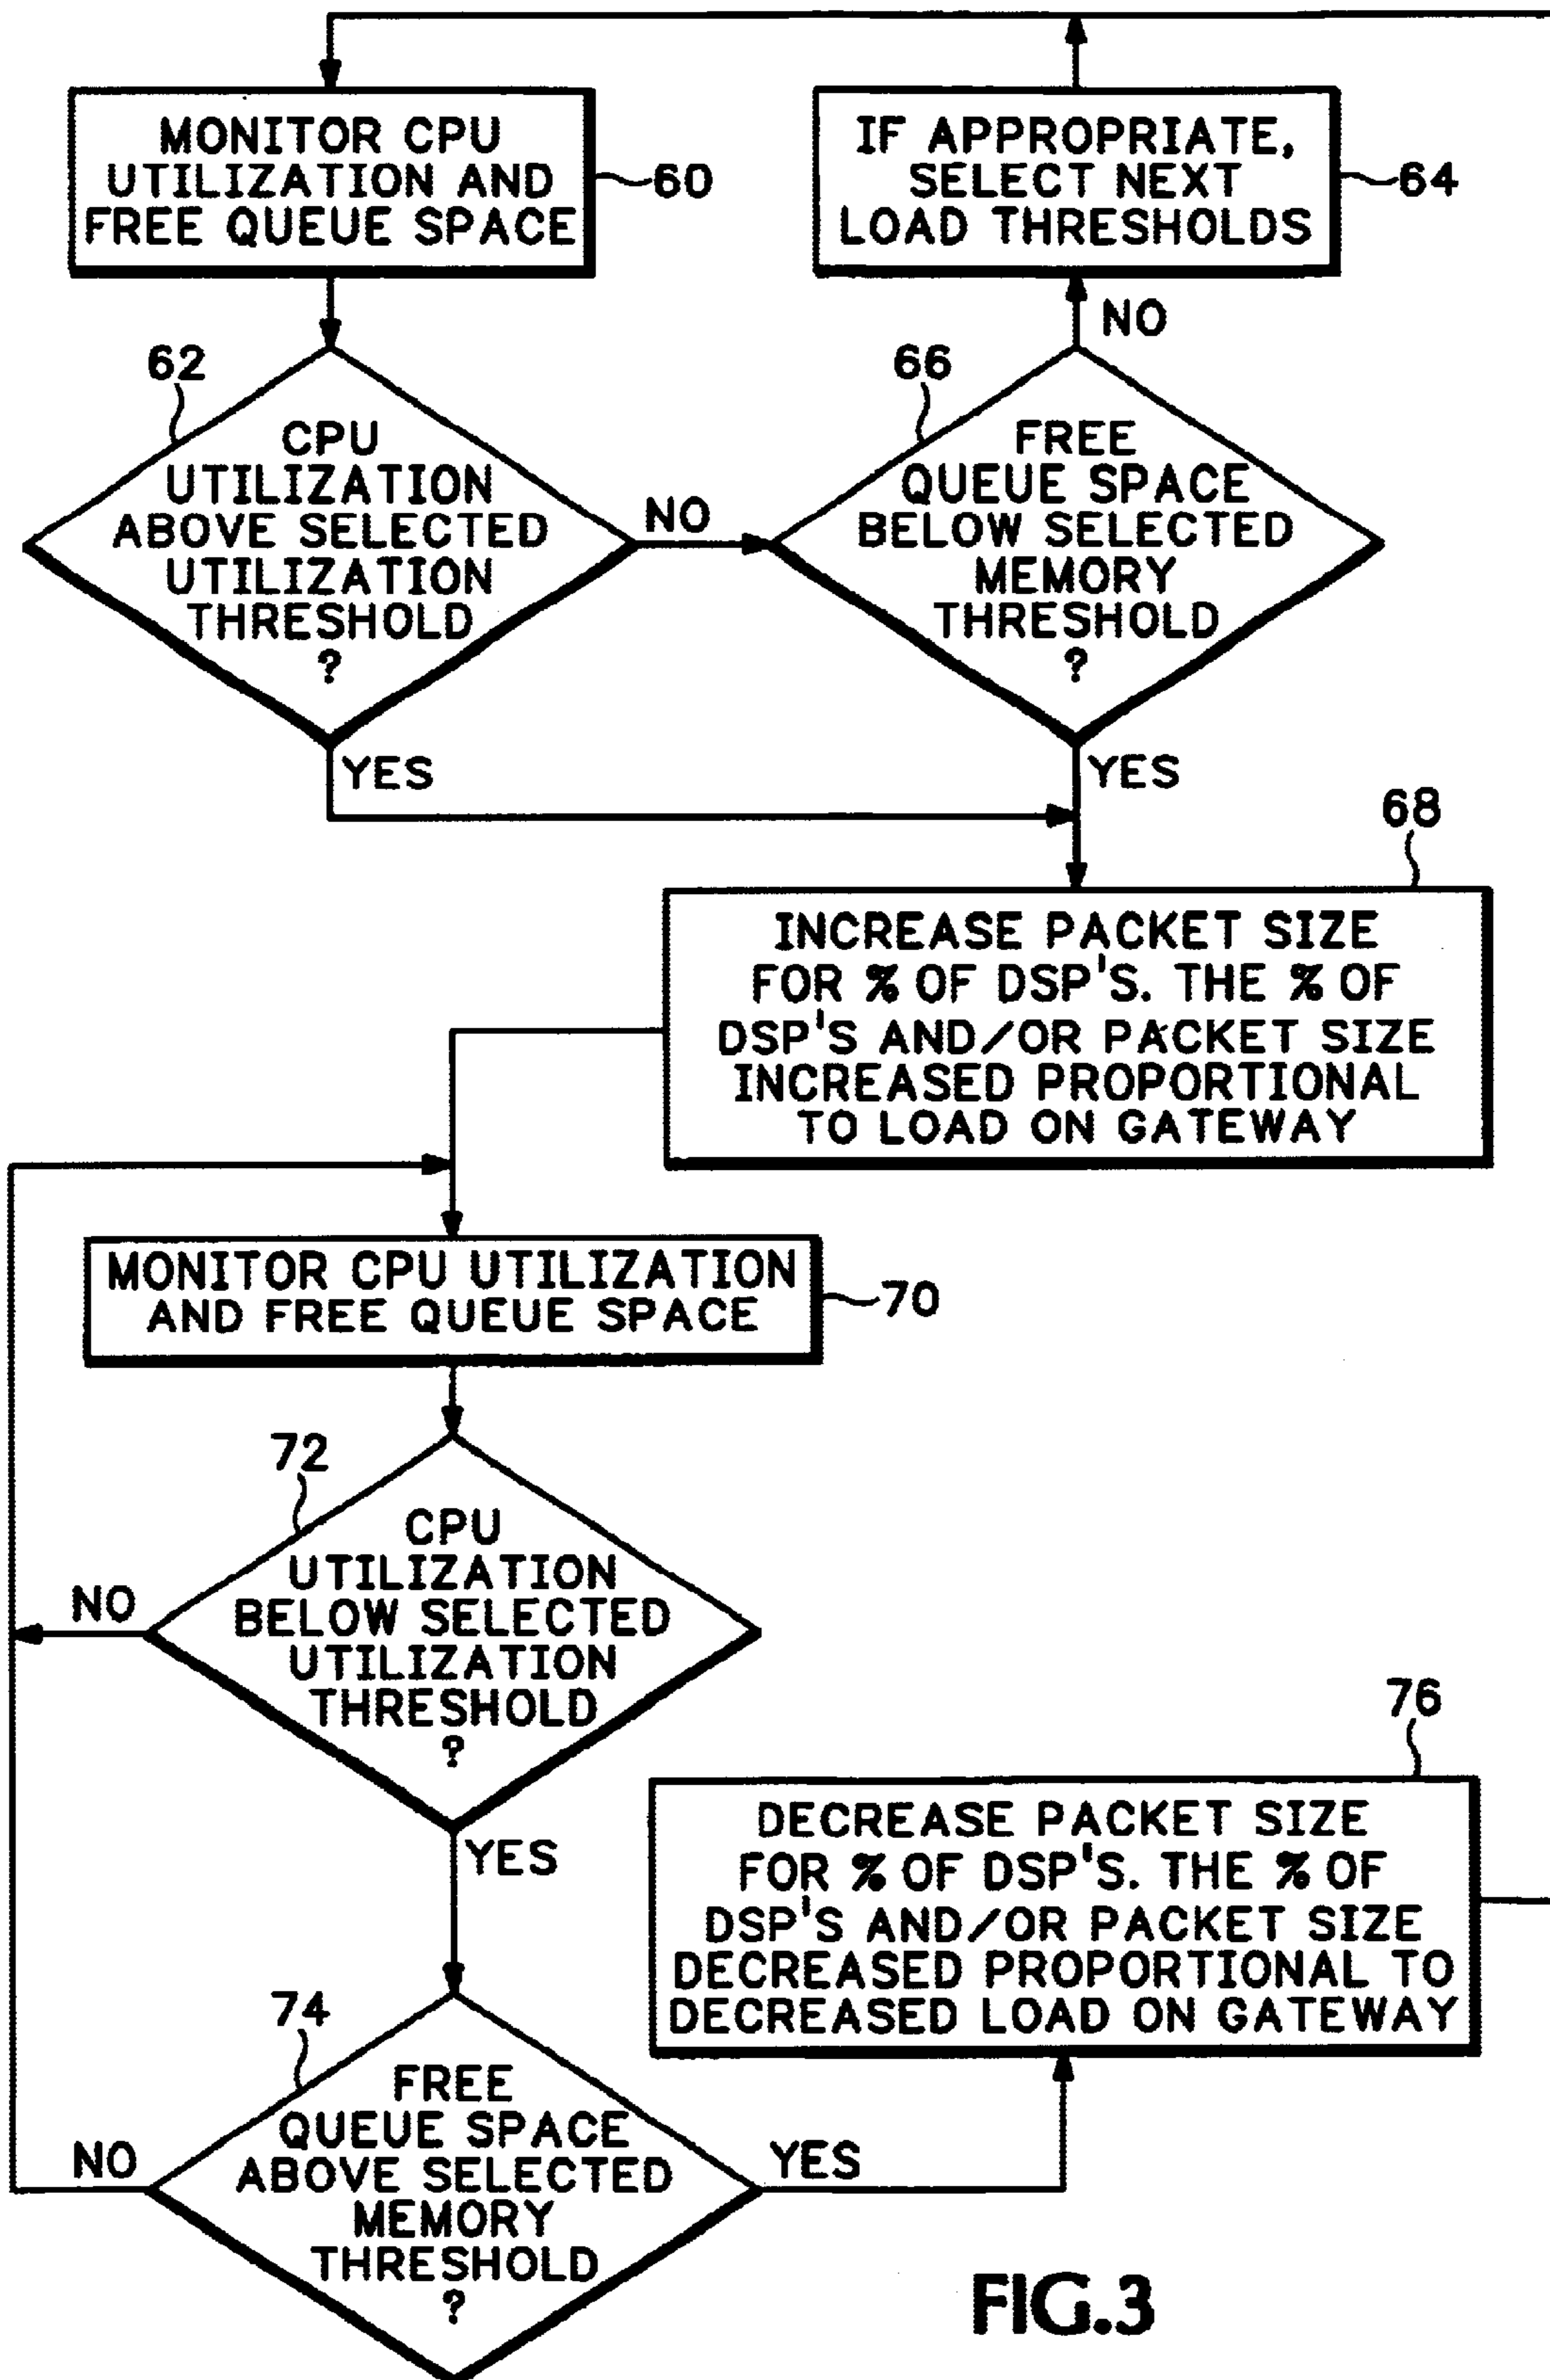 MONITOR CPU
UTILIZATION AND
FREE QUEUE SPACE
60
IF APPROPRIATE,
SELECT NEXT
LOAD THRESHOLDS
64
NO
62
CPU
UTILIZATION
ABOVE SELECTED
UTILIZATION
THRESHOLD
?
NO
66
FREE
QUEUE SPACE
BELOW SELECTED
MEMORY
THRESHOLD
?
YES
YES
68
INCREASE PACKET SIZE
FOR % OF DSP'S. THE % OF
DSP'S AND/OR PACKET SIZE
INCREASED PROPORTIONAL
TO LOAD ON GATEWAY
MONITOR CPU UTILIZATION
AND FREE QUEUE SPACE
70
72
CPU
UTILIZATION
BELOW SELECTED
UTILIZATION
THRESHOLD
?
NO
YES
76
DECREASE PACKET SIZE
FOR % OF DSP'S. THE % OF
DSP'S AND/OR PACKET SIZE
DECREASED PROPORTIONAL TO
DECREASED LOAD ON GATEWAY
74
FREE
QUEUE SPACE
ABOVE SELECTED
MEMORY
THRESHOLD
?
NO
YES
FIG.3